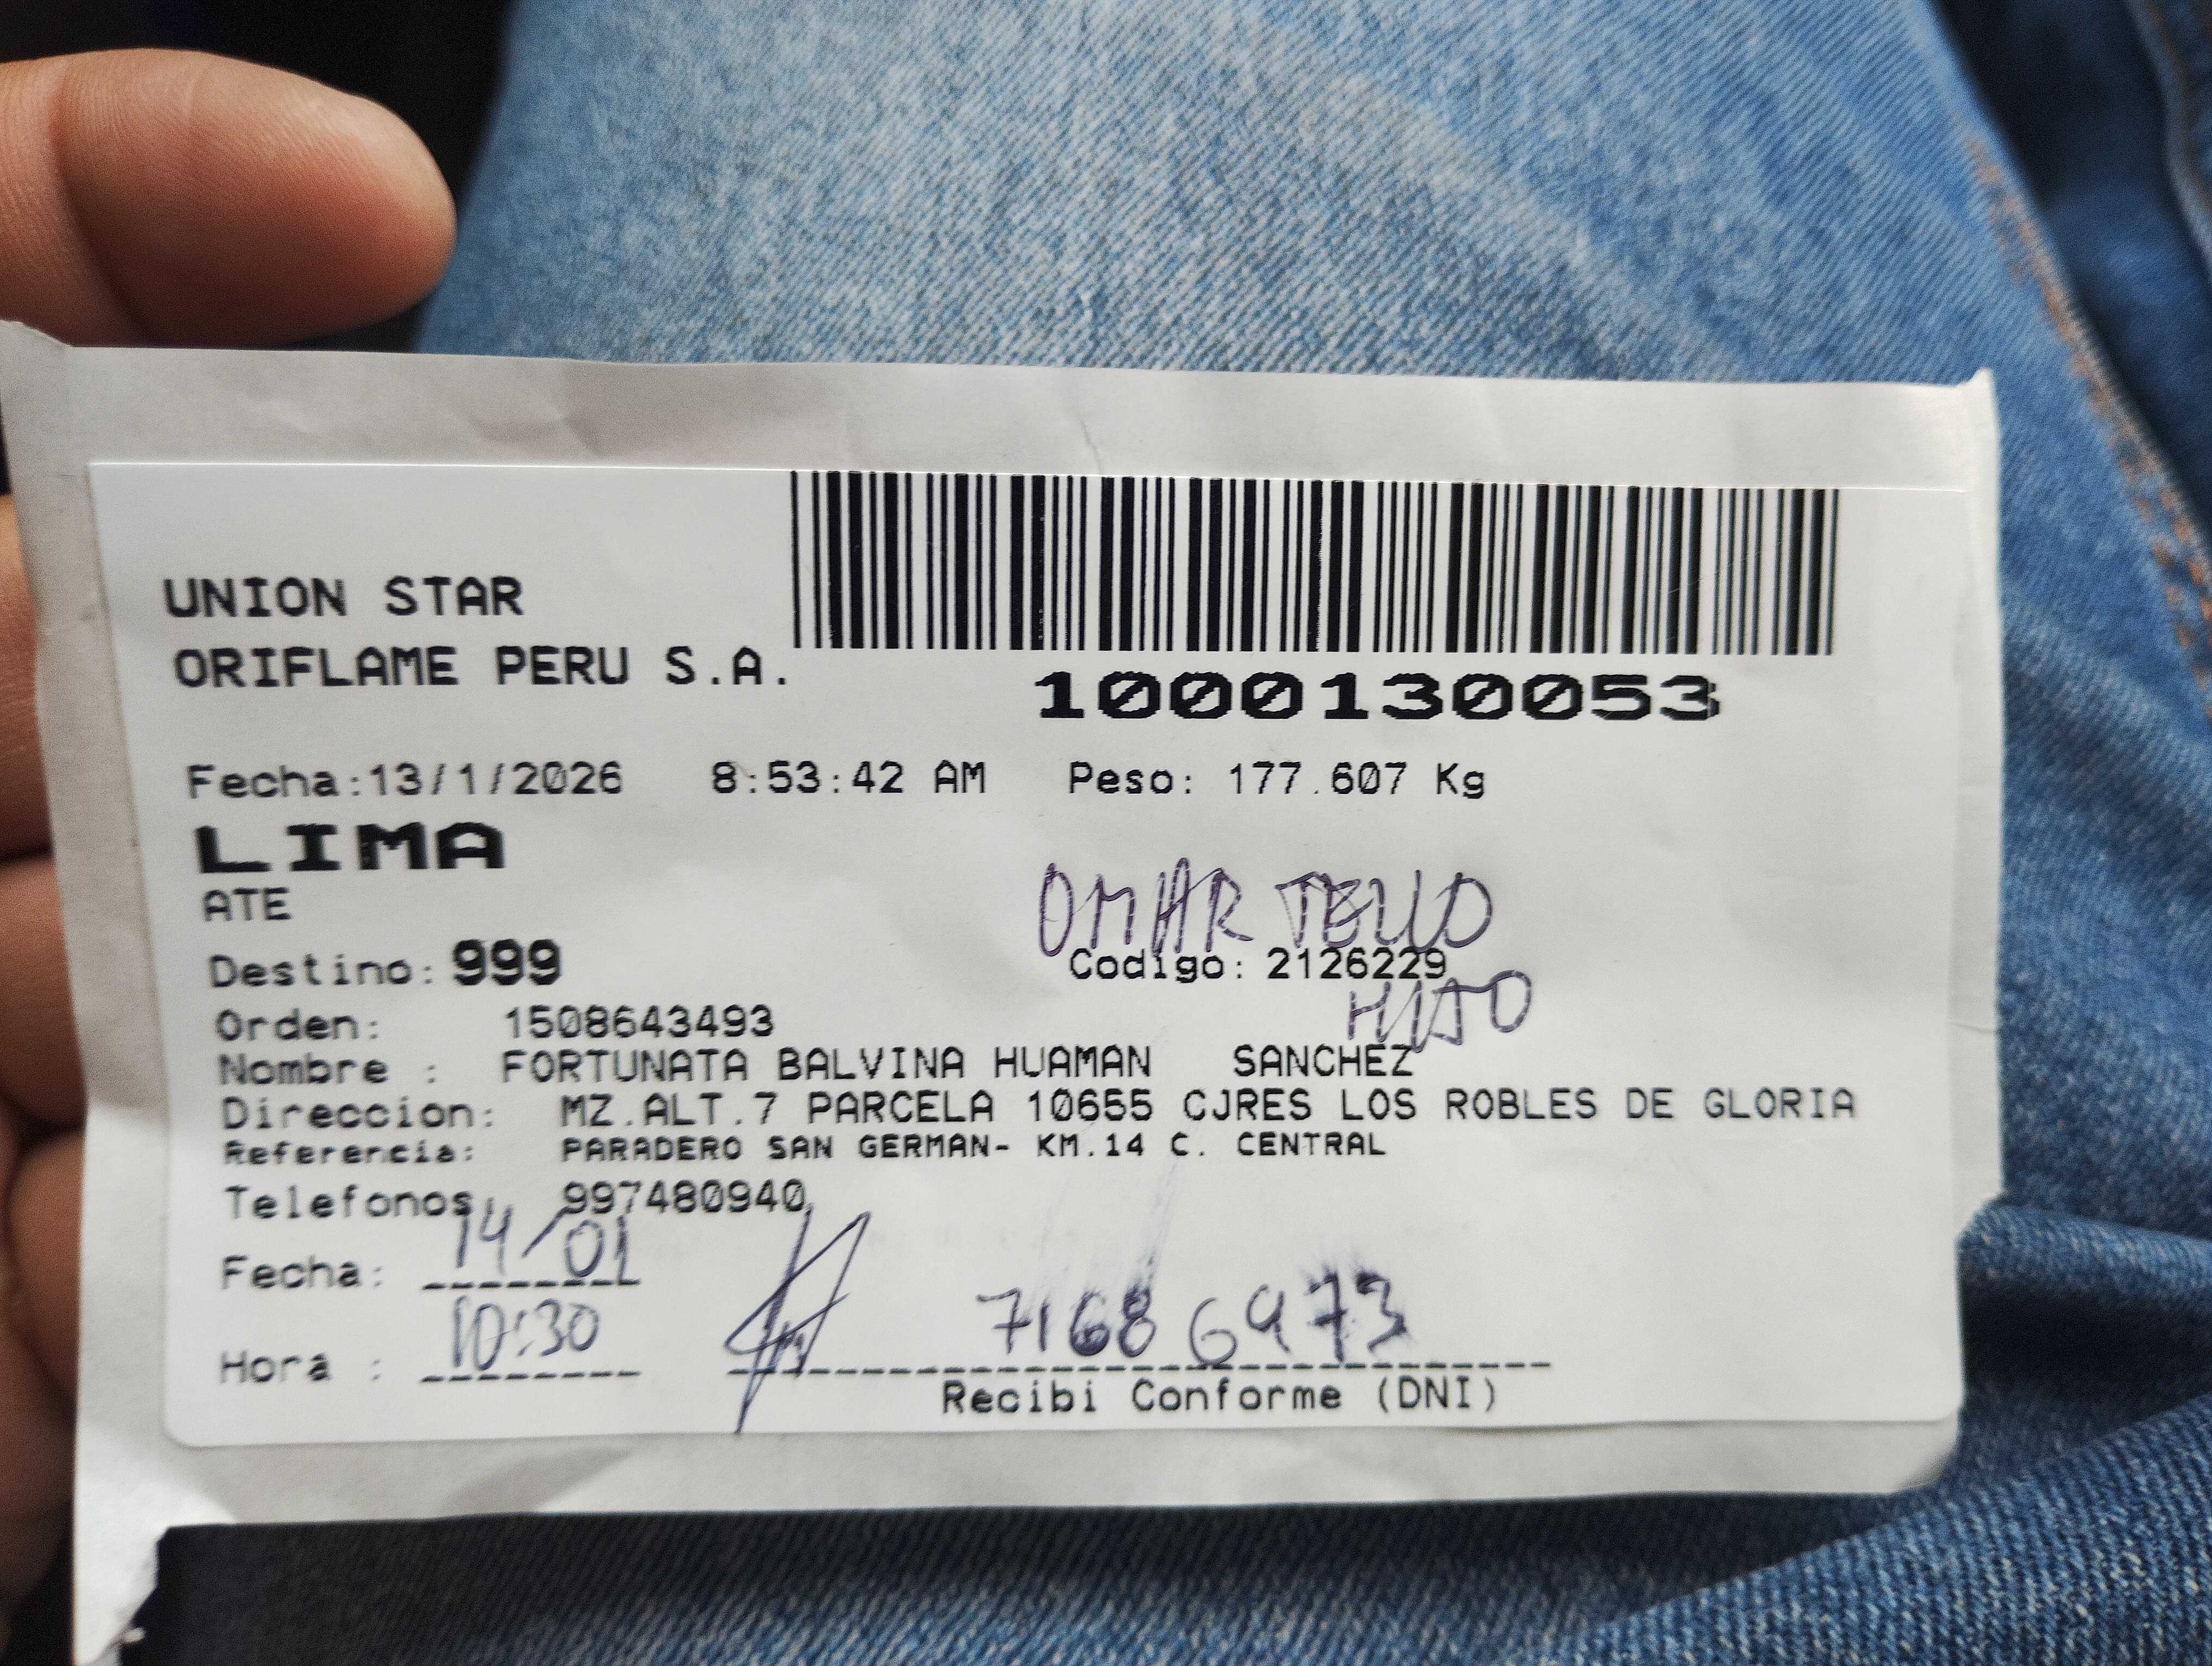 UNION STAR
ORIFLAME PERU S.A.
1000130053
Fecha:13/1/2026 8:53:42 AM Peso: 177.607 Kg
LIMA
ATE
OMAR TELLO
Destino: 999 Codigo: 2126229
HIJO
Orden: 1508643493
Nombre : FORTUNATA BALVINA HUAMAN SANCHEZ
Direccion: MZ.ALT.7 PARCELA 10655 CJRES LOS ROBLES DE GLORIA
Referencia: PARADERO SAN GERMAN- KM.14 C. CENTRAL
Telefonos 997480940
Fecha: 14/01
Hora : 10:30 71686973
Recibi Conforme (DNI)